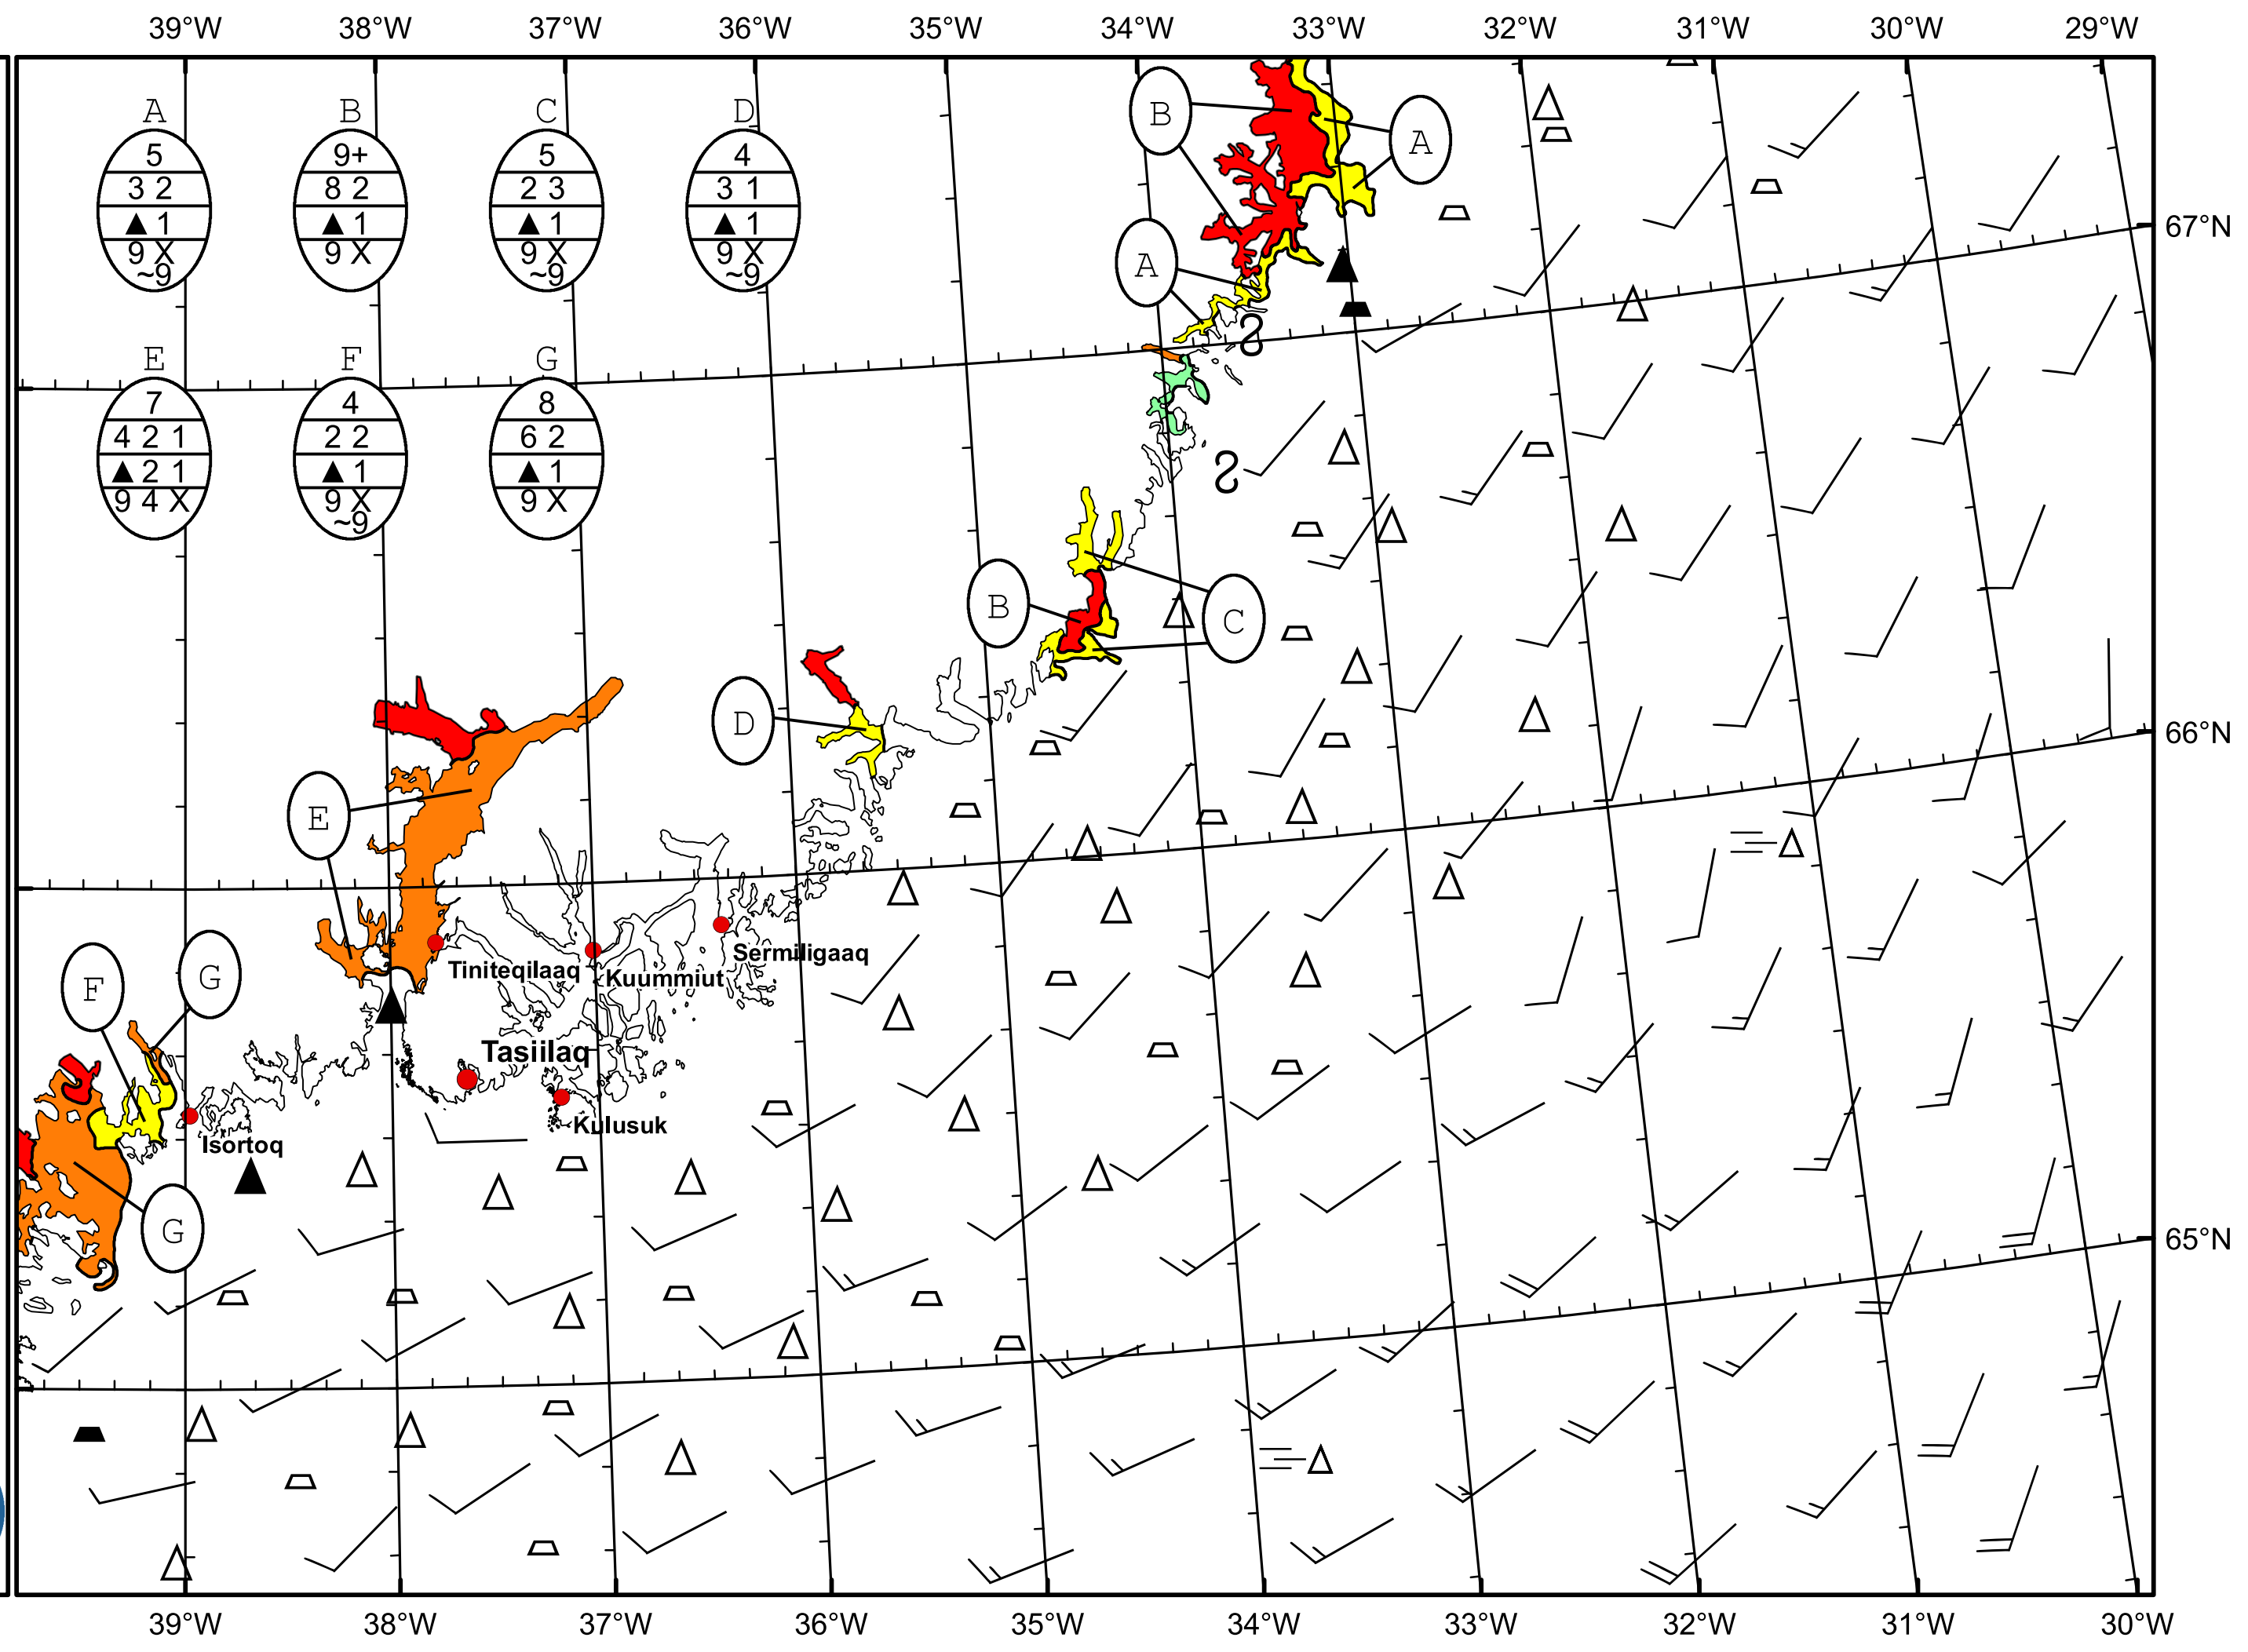 39°W 38°W 37°W 36°W 35°W 34°W 33°W 32°W 31°W 30°W 29°W
A B C D
5 9+ 5 4
3 2 8 2 2 3 3 1
▲ 1 ▲ 1 ▲ 1 ▲ 1
9 X 9 X 9 X 9 X
~9 ~9 ~9
B
A
67°N
A
E F G
7 4 8
4 2 1 2 2 6 2
▲ 2 1 ▲ 1 ▲ 1
9 4 X 9 X 9 X
~9
B
C
D
66°N
E
Sermiligaaq
Tiniteqilaaq
Kuummiut
F
G
Tasiilaq
Kulusuk
Isortoq
G
65°N
39°W 38°W 37°W 36°W 35°W 34°W 33°W 32°W 31°W 30°W